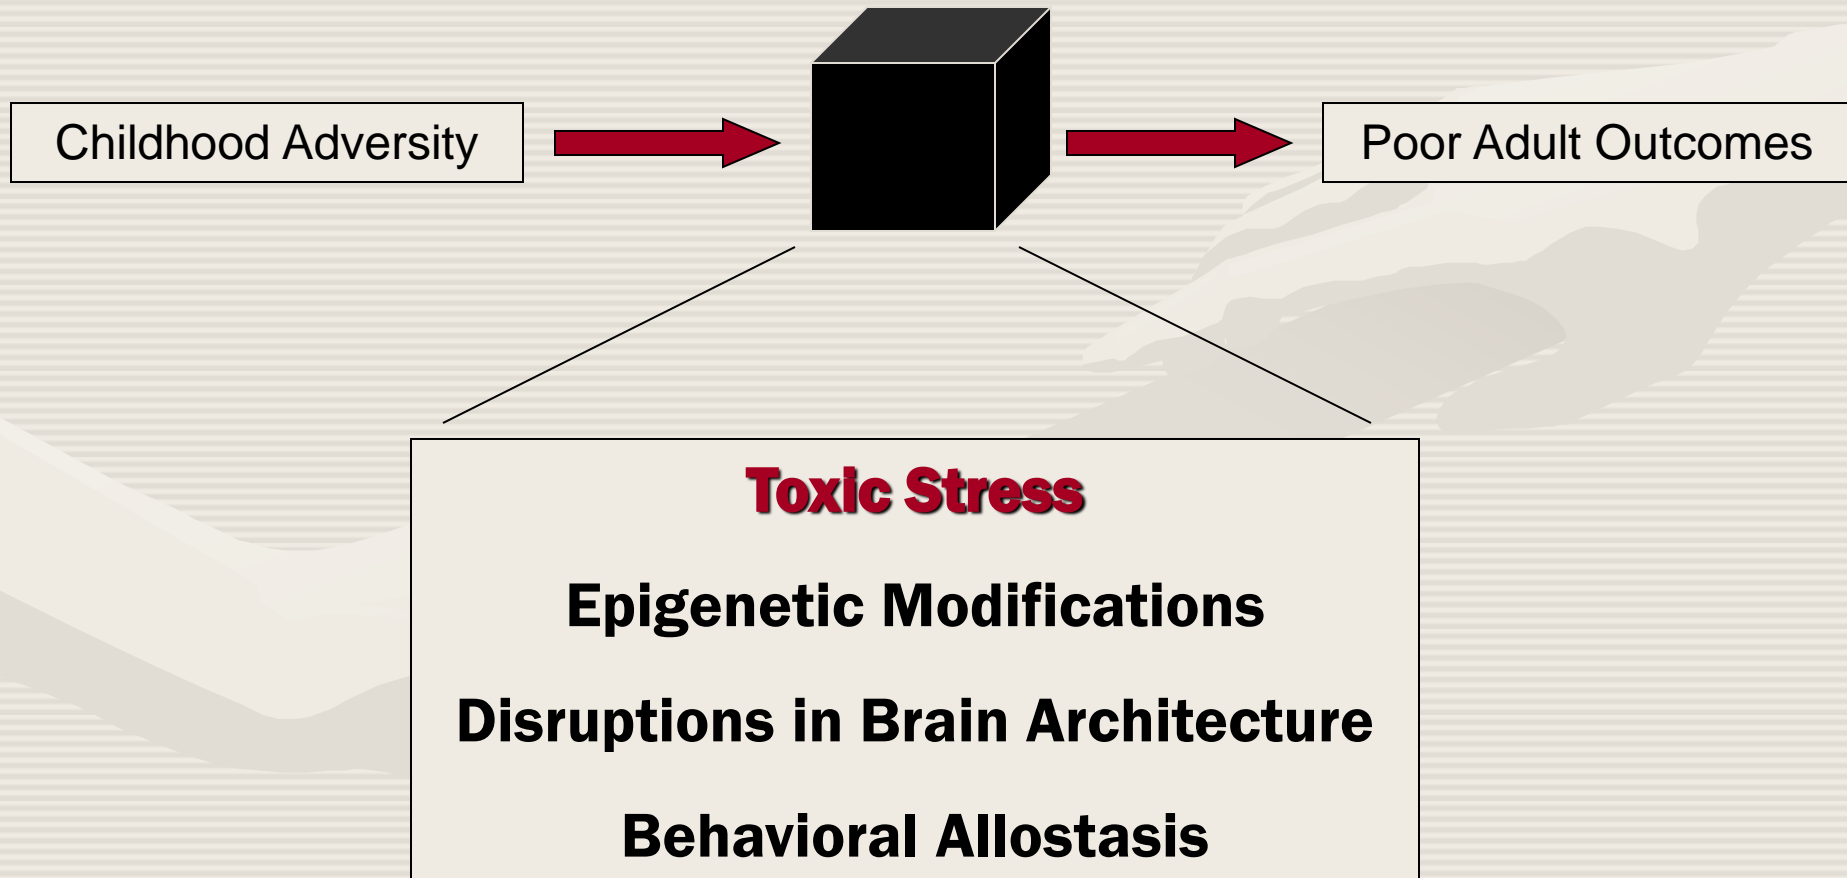 Childhood Adversity
Poor Adult Outcomes
Toxic Stress
Epigenetic Modifications
Disruptions in Brain Architecture
Behavioral Allostasis